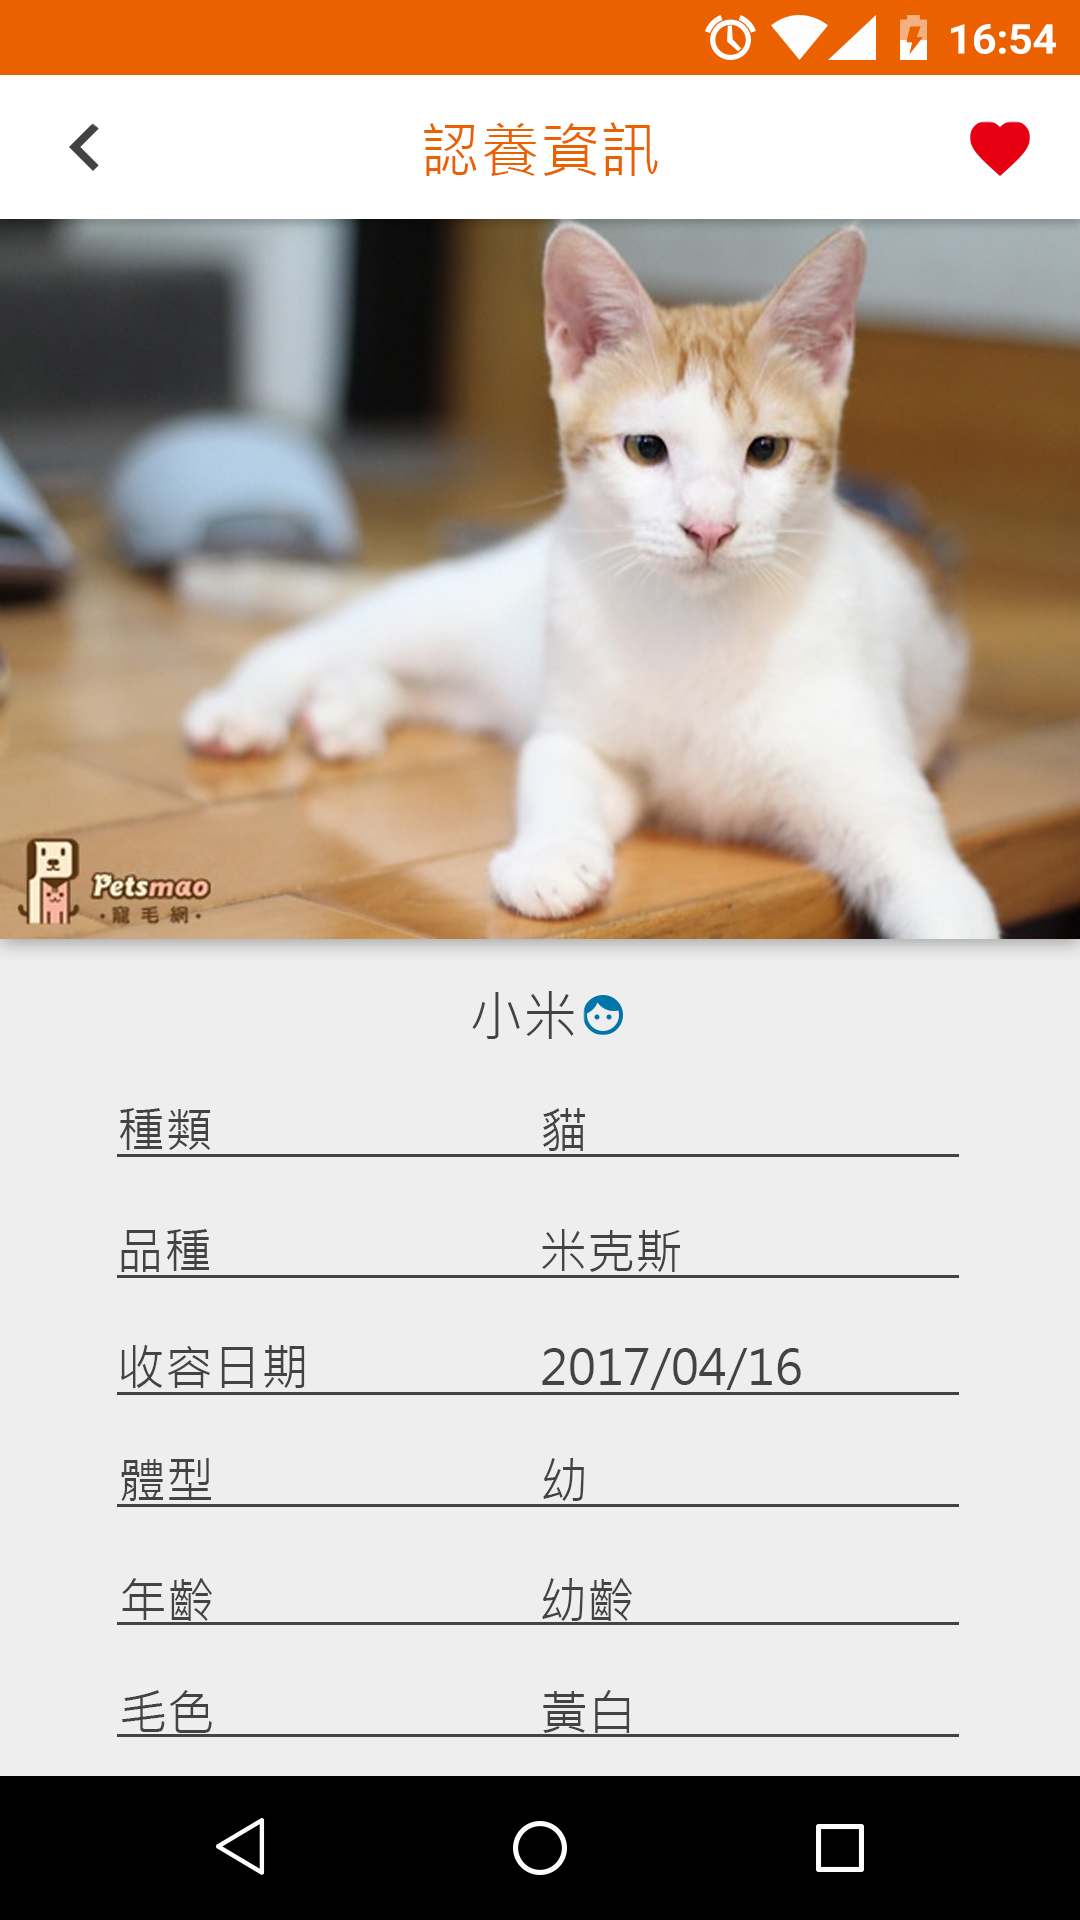 16:54
認養資訊
Petsmao
·寵毛網·
小米
種類 貓
品種 米克斯
收容日期 2017/04/16
體型 幼
年齡 幼齡
毛色 黃白